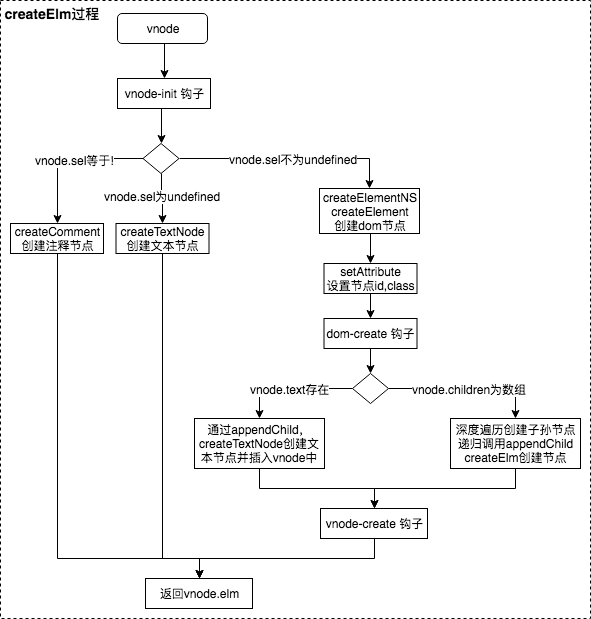 createElm过程
vnode
vnode-init 钩子
vnode.sel等于!
vnode.sel不为undefined
vnode.sel为undefined
createElementNS
createElement
创建dom节点
createComment
创建注释节点
createTextNode
创建文本节点
setAttribute
设置节点id,class
dom-create 钩子
vnode.text存在
vnode.children为数组
通过appendChild,
createTextNode创建文
本节点并插入vnode中
深度遍历创建子孙节点
递归调用appendChild
createElm创建节点
vnode-create 钩子
返回vnode.elm